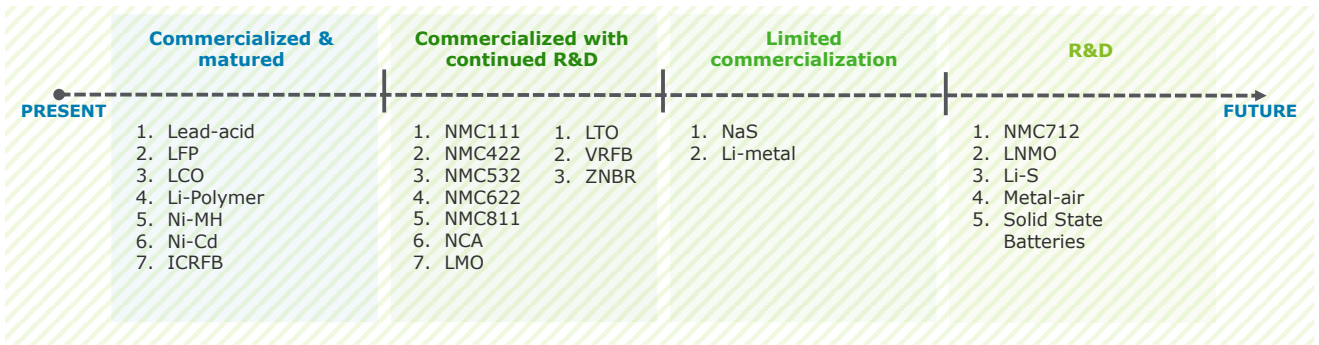 Commercialized &
matured
Commercialized with
continued R&D
Limited
commercialization
R&D
PRESENT
FUTURE
1. Lead-acid
2. LFP
3. LCO
4. Li-Polymer
5. Ni-MH
6. Ni-Cd
7. ICRFB
1. NMC111
2. NMC422
3. NMC532
4. NMC622
5. NMC811
6. NCA
7. LMO
1. LTO
2. VRFB
3. ZNBR
1. NaS
2. Li-metal
1. NMC712
2. LNMO
3. Li-S
4. Metal-air
5. Solid State
Batteries